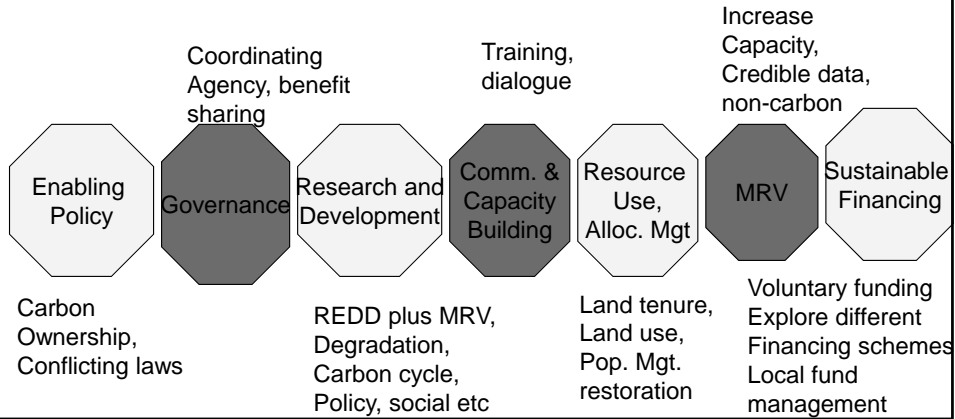 Coordinating
Agency, benefit
sharing
Training,
dialogue
Increase
Capacity,
Credible data,
non-carbon
Enabling
Policy
Governance
Research and
Development
Comm. &
Capacity
Building
Resource
Use,
Alloc. Mgt
MRV
Sustainable
Financing
Carbon
Ownership,
Conflicting laws
REDD plus MRV,
Degradation,
Carbon cycle,
Policy, social etc
Land tenure,
Land use,
Pop. Mgt.
restoration
Voluntary funding
Explore different
Financing schemes
Local fund
management